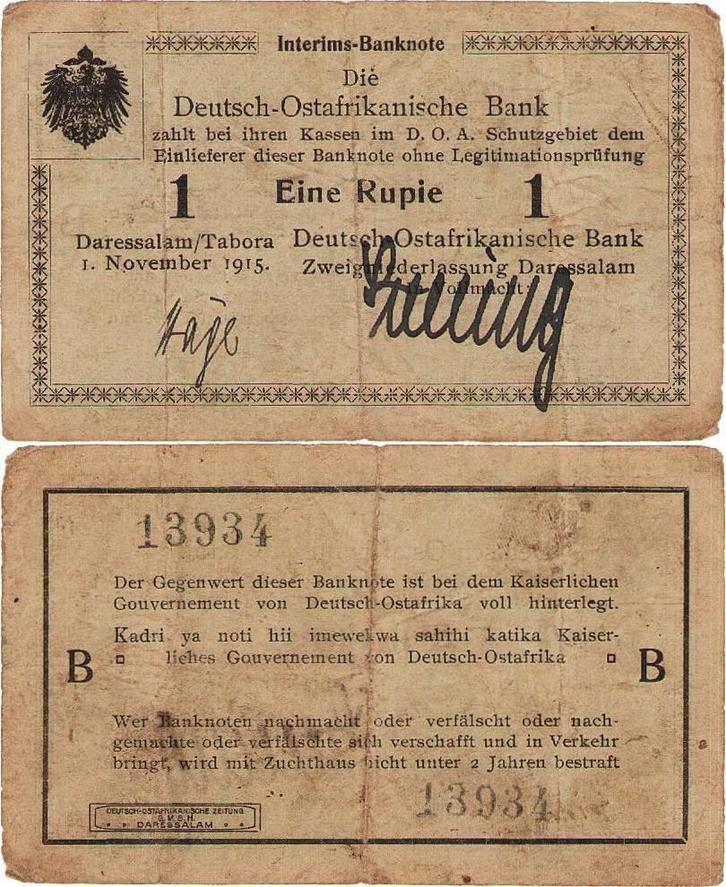 Interims-Banknote
Die
Deutsch-Ostafrikanische Bank
zahlt bei ihren Kassen im D. O. A. Schutzgebiet dem
Einlieferer dieser Banknote ohne Legitimationsprüfung
1 Eine Rupie 1
Daressalam/Tabora
1. November 1915.
Deutsch-Ostafrikanische Bank
Zweigniederlassung Daressalam
In Vollmacht:
13934
Der Gegenwert dieser Banknote ist bei dem Kaiserlichen
Gouvernement von Deutsch-Ostafrika voll hinterlegt.
Kadri ya noti hii imewekwa sahihi katika Kaiser-
B liches Gouvernement von Deutsch-Ostafrika B
Wer Banknoten nachmacht oder verfälscht oder nach-
gemachte oder verfälschte sich verschafft und in Verkehr
bringt, wird mit Zuchthaus nicht unter 2 Jahren bestraft
13934
DEUTSCH-OSTAFRIKANISCHE ZEITUNG
G.M.B.H.
DARESSALAM